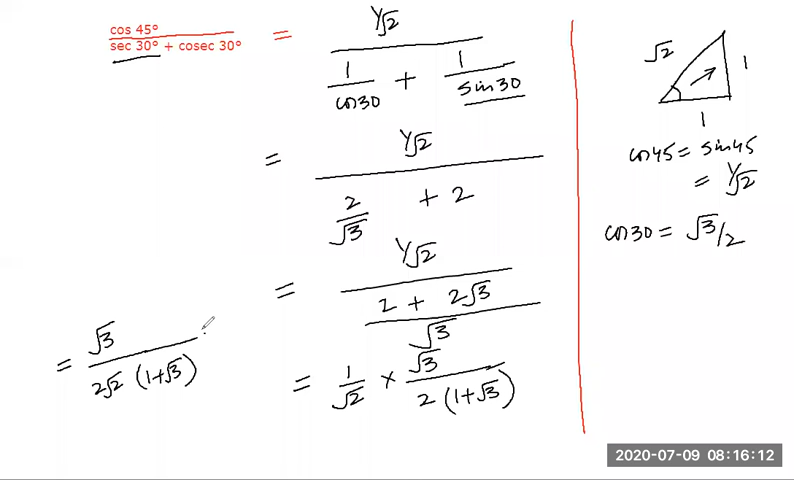 cos 45°
sec 30° + cosec 30°
= 1/√2
1/cos30 + 1/sin30
= 1/√2
2/√3 + 2
= 1/√2
2 + 2√3
√3
= 1/√2 × √3/2(1+√3)
= √3/2√2 (1+√3)
√2
1
1
cos45 = sin45
= 1/√2
cos30 = √3/2
2020-07-09 08:16:12